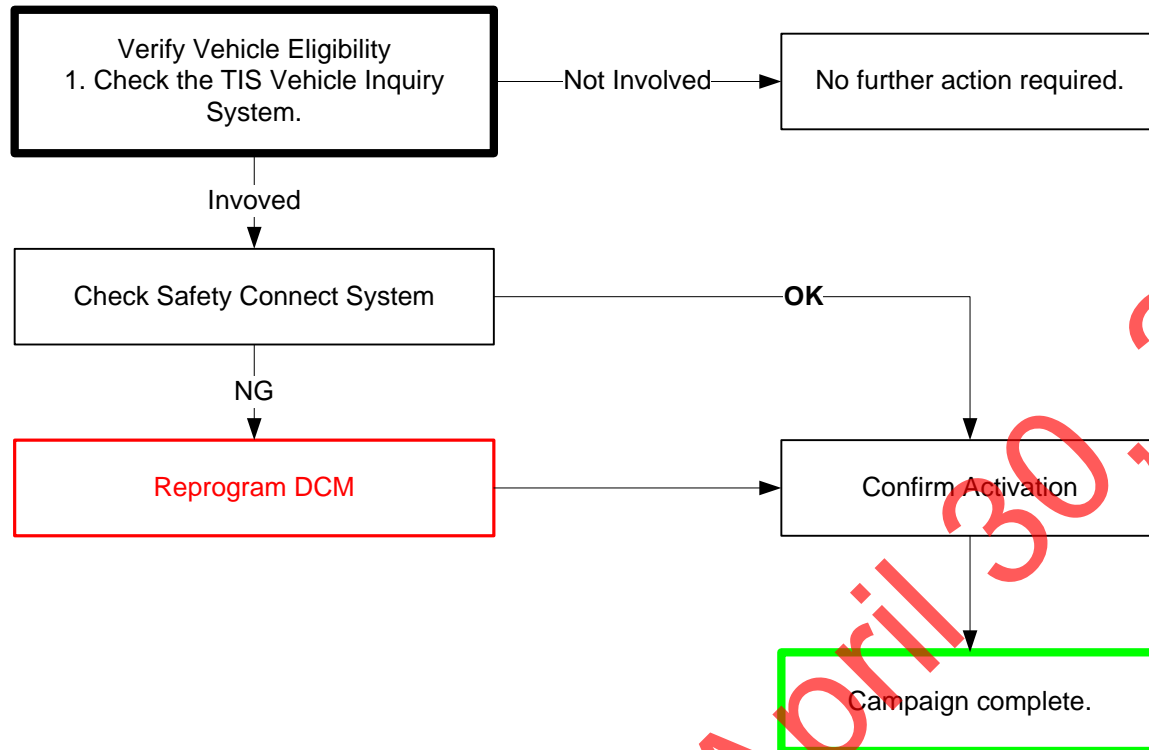 Verify Vehicle Eligibility
1. Check the TIS Vehicle Inquiry
System.
Not Involved
No further action required.
Invoved
Check Safety Connect System
OK
NG
Reprogram DCM
Confirm Activation
Campaign complete.
April 30,